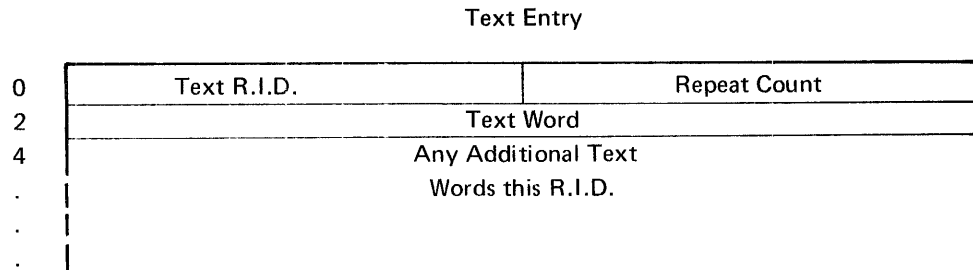 Text Entry
0 Text R.I.D. Repeat Count
2 Text Word
4 Any Additional Text
. Words this R.I.D.
.
.